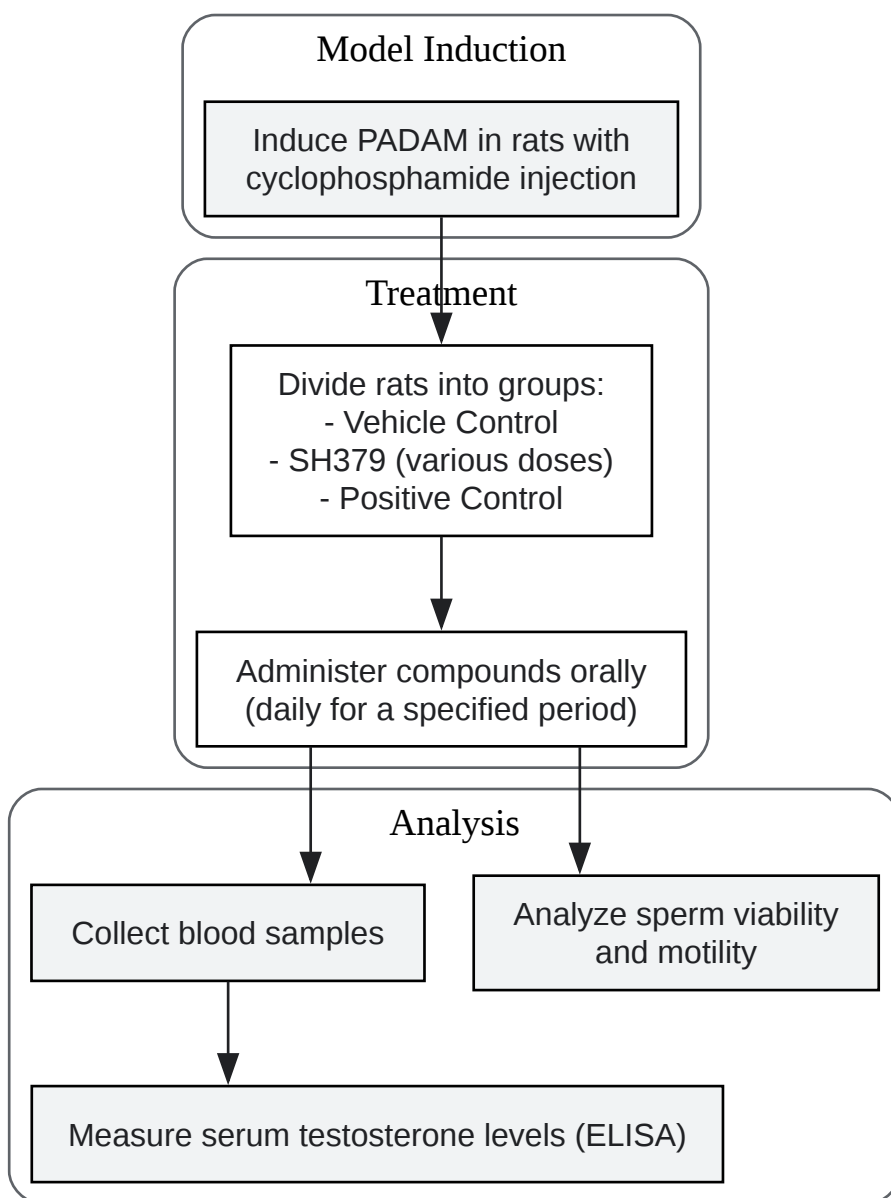 Model Induction
Induce PADAM in rats with
cyclophosphamide injection
Treatment
Divide rats into groups:
- Vehicle Control
- SH379 (various doses)
- Positive Control
Administer compounds orally
(daily for a specified period)
Analysis
Collect blood samples
Analyze sperm viability
and motility
Measure serum testosterone levels (ELISA)